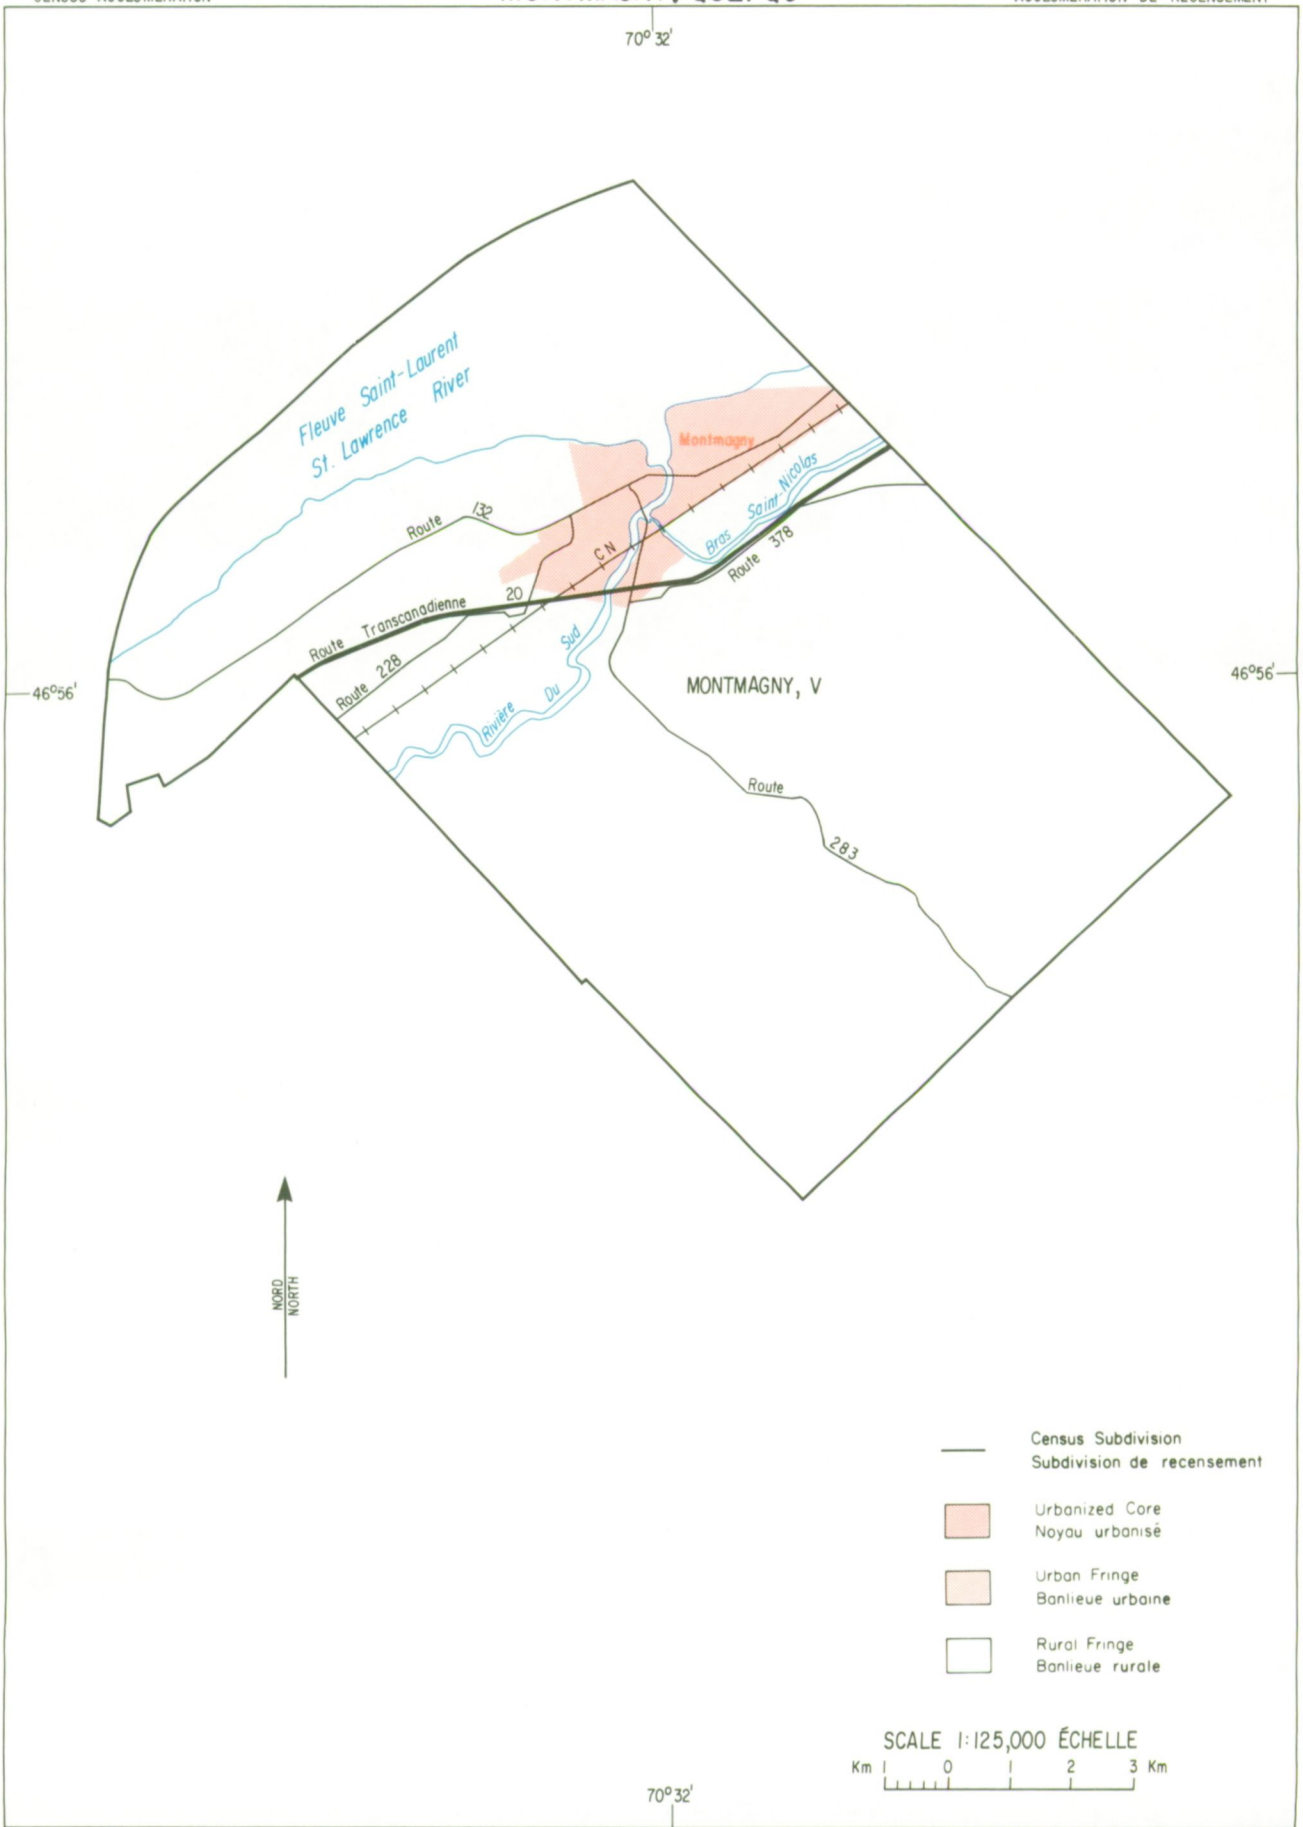 70° 32'
Fleuve Saint-Laurent
St. Lawrence River
Montmagny
Route 132
Bras Saint-Nicolas
CN
Route 378
Route Transcanadienne 20
Route 228
Rivière Du Sud
46°56'
46°56'
MONTMAGNY, V
Route 283
NORD
NORTH
Census Subdivision
Subdivision de recensement
Urbanized Core
Noyau urbanisé
Urban Fringe
Banlieue urbaine
Rural Fringe
Banlieue rurale
SCALE 1:125,000 ÉCHELLE
Km 1 0 1 2 3 Km
70° 32'